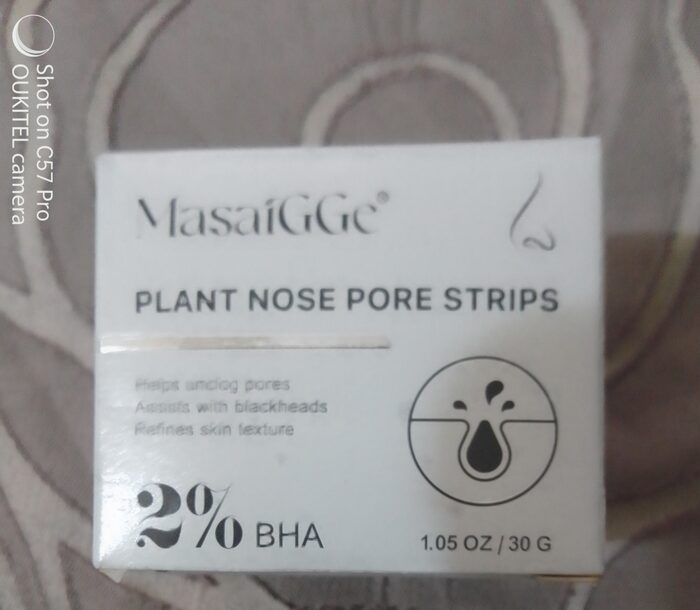 MasaiGGe®
PLANT NOSE PORE STRIPS
Helps unclog pores
Assists with blackheads
Refines skin texture
2% BHA
1.05 OZ / 30 G
Shot on C57 Pro
OUKITEL camera